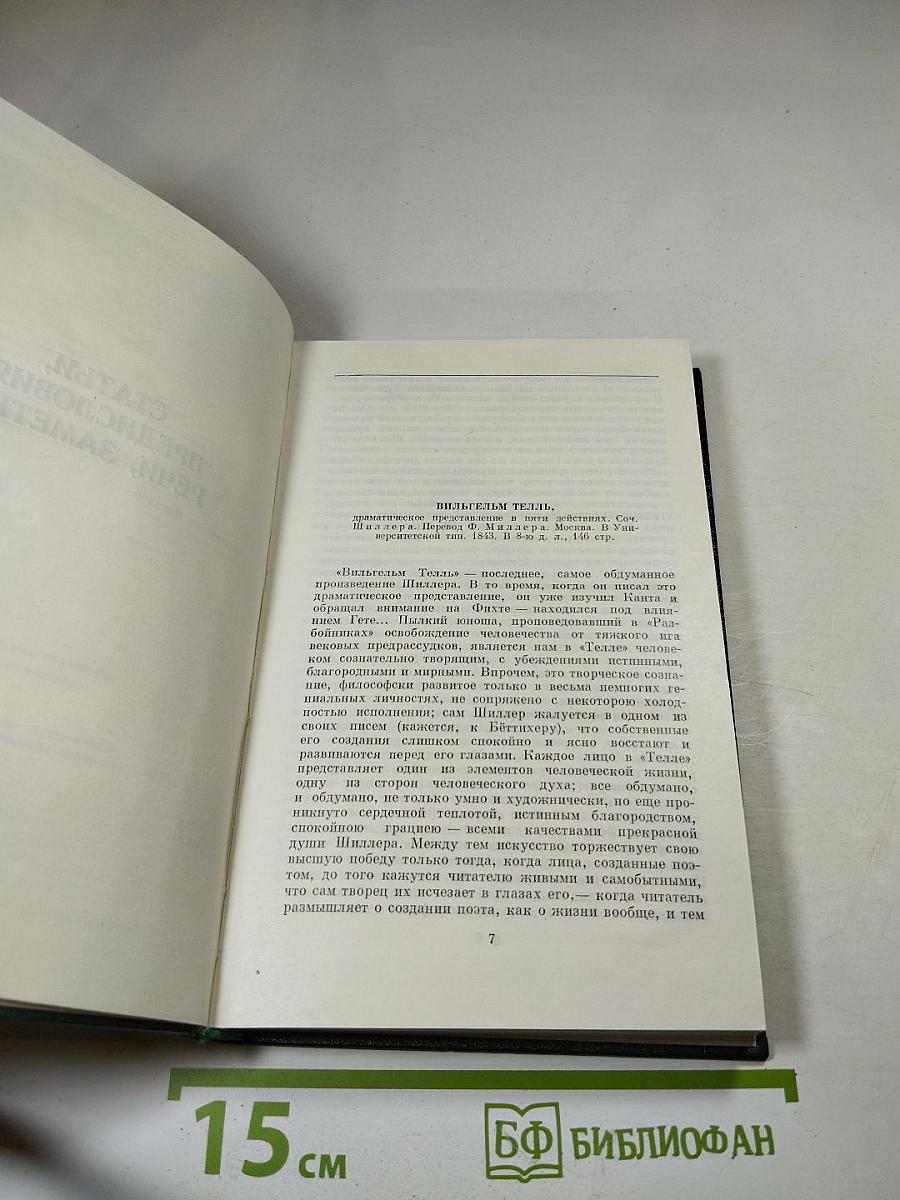 СТАТЬИ,
РЕЧИ,
ВИЛЬГЕЛЬМ ТЕЛЛЬ,
драматическое представление в пяти действиях. Соч.
Шиллера. Перевод Ф. Миллера. Москва. В Уни-
верситетской тип. 1843. В 8-ю д. л., 146 стр.
«Вильгельм Телль» — последнее, самое обдуманное
произведение Шиллера. В то время, когда он писал это
драматическое представление, он уже изучил Канта и
обращал внимание на Фихте — находился под влия-
нием Гете... Пылкий юноша, проповедовавший в «Раз-
бойниках» освобождение человечества от тяжкого ига
вековых предрассудков, является нам в «Телле» челове-
ком сознательно творящим, с убеждениями истинными,
благородными и мирными. Впрочем, это творческое созна-
ние, философски развитое только в весьма немногих ге-
ниальных личностях, не сопряжено с некоторою холод-
ностью исполнения; сам Шиллер жалуется в одном из
своих писем (кажется, к Бёттихеру), что собственные
его создания слишком спокойно и ясно восстают и
развиваются перед его глазами. Каждое лицо в «Телле»
представляет один из элементов человеческой жизни,
одну из сторон человеческого духа; все обдумано,
и обдумано, не только умно и художнически, но еще про-
никнуто сердечной теплотой, истинным благородством,
спокойною грациею — всеми качествами прекрасной
души Шиллера. Между тем искусство торжествует свою
высшую победу только тогда, когда лица, созданные поэ-
том, до того кажутся читателю живыми и самобытными,
что сам творец их исчезает в глазах его,— когда читатель
размышляет о создании поэта, как о жизни вообще, и тем
7
15 см
БФ БИБЛИОФАН